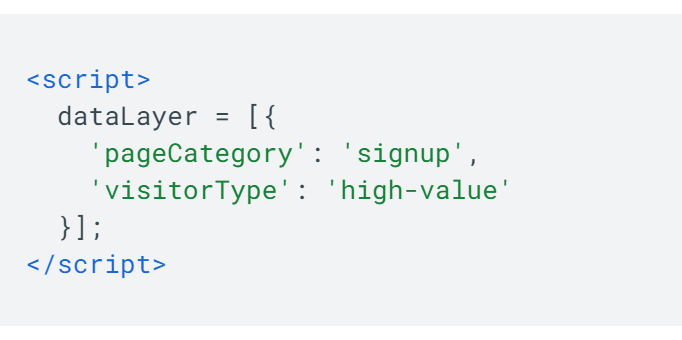 <script>
dataLayer = [{
'pageCategory': 'signup',
'visitorType': 'high-value'
}];
</script>